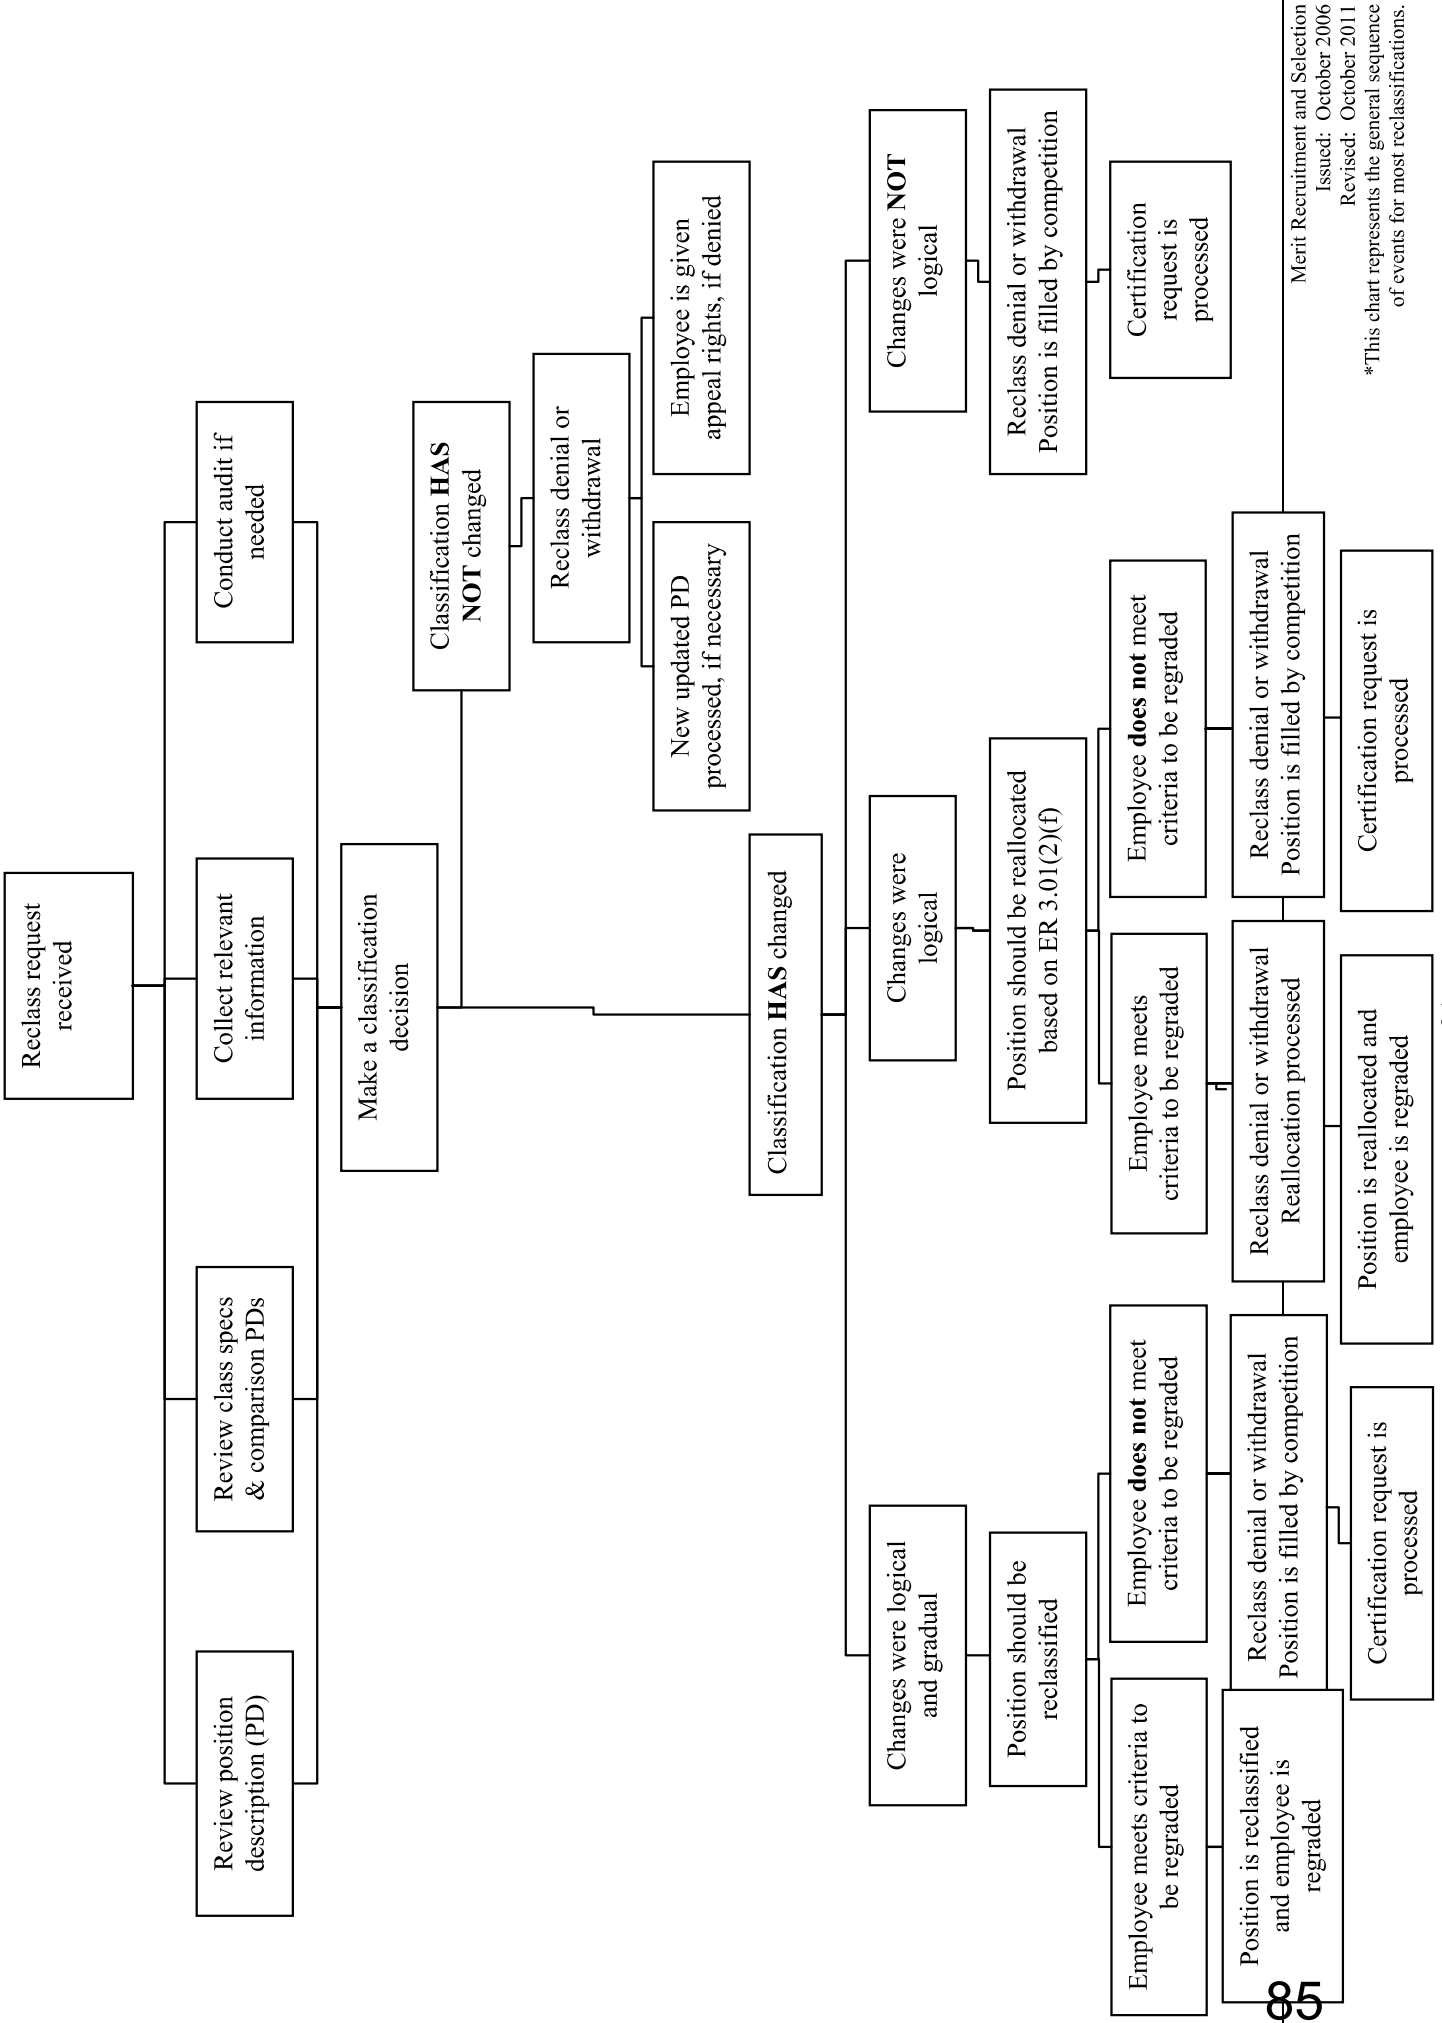 Reclass request
received
Review position
description (PD)
Review class specs
& comparison PDs
Collect relevant
information
Conduct audit if
needed
Make a classification
decision
Classification HAS
NOT changed
Reclass denial or
withdrawal
New updated PD
processed, if necessary
Employee is given
appeal rights, if denied
Classification HAS changed
Changes were logical
and gradual
Changes were
logical
Changes were NOT
logical
Position should be
reclassified
Position should be reallocated
based on ER 3.01(2)(f)
Reclass denial or withdrawal
Position is filled by competition
Employee meets criteria to
be regraded
Employee does not meet
criteria to be regraded
Employee meets
criteria to be regraded
Employee does not meet
criteria to be regraded
Certification
request is
processed
Position is reclassified
and employee is
regraded
Reclass denial or withdrawal
Position is filled by competition
Reclass denial or withdrawal
Reallocation processed
Reclass denial or withdrawal
Position is filled by competition
Certification request is
processed
Position is reallocated and
employee is regraded
Certification request is
processed
Merit Recruitment and Selection
Issued: October 2006
Revised: October 2011
*This chart represents the general sequence
of events for most reclassifications.
85